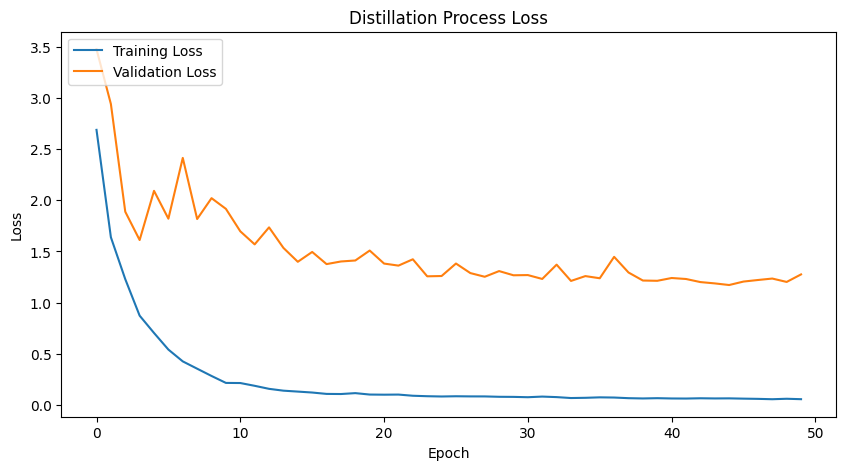 Distillation Process Loss
Training Loss
Validation Loss
Loss
3.5
3.0
2.5
2.0
1.5
1.0
0.5
0.0
0 10 20 30 40 50
Epoch